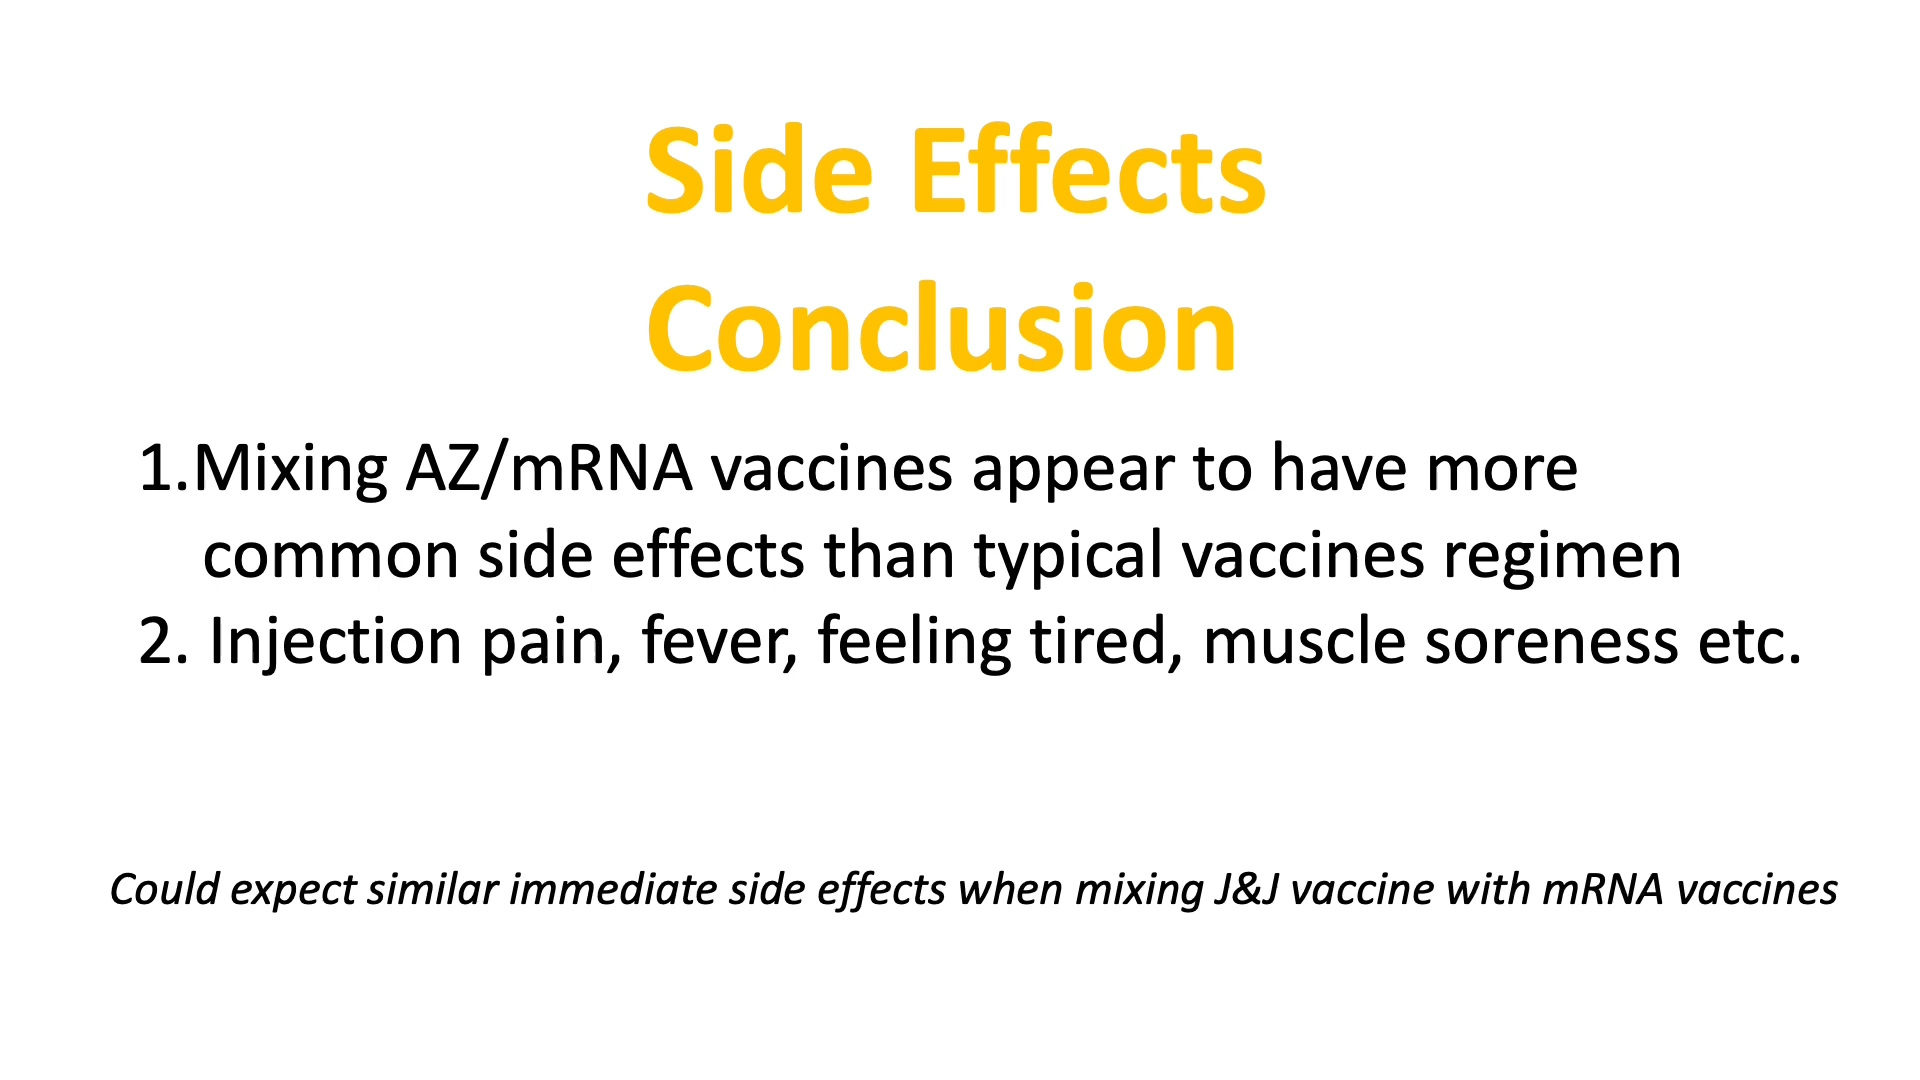 Side Effects
Conclusion
1.Mixing AZ/mRNA vaccines appear to have more
common side effects than typical vaccines regimen
2. Injection pain, fever, feeling tired, muscle soreness etc.
Could expect similar immediate side effects when mixing J&J vaccine with mRNA vaccines